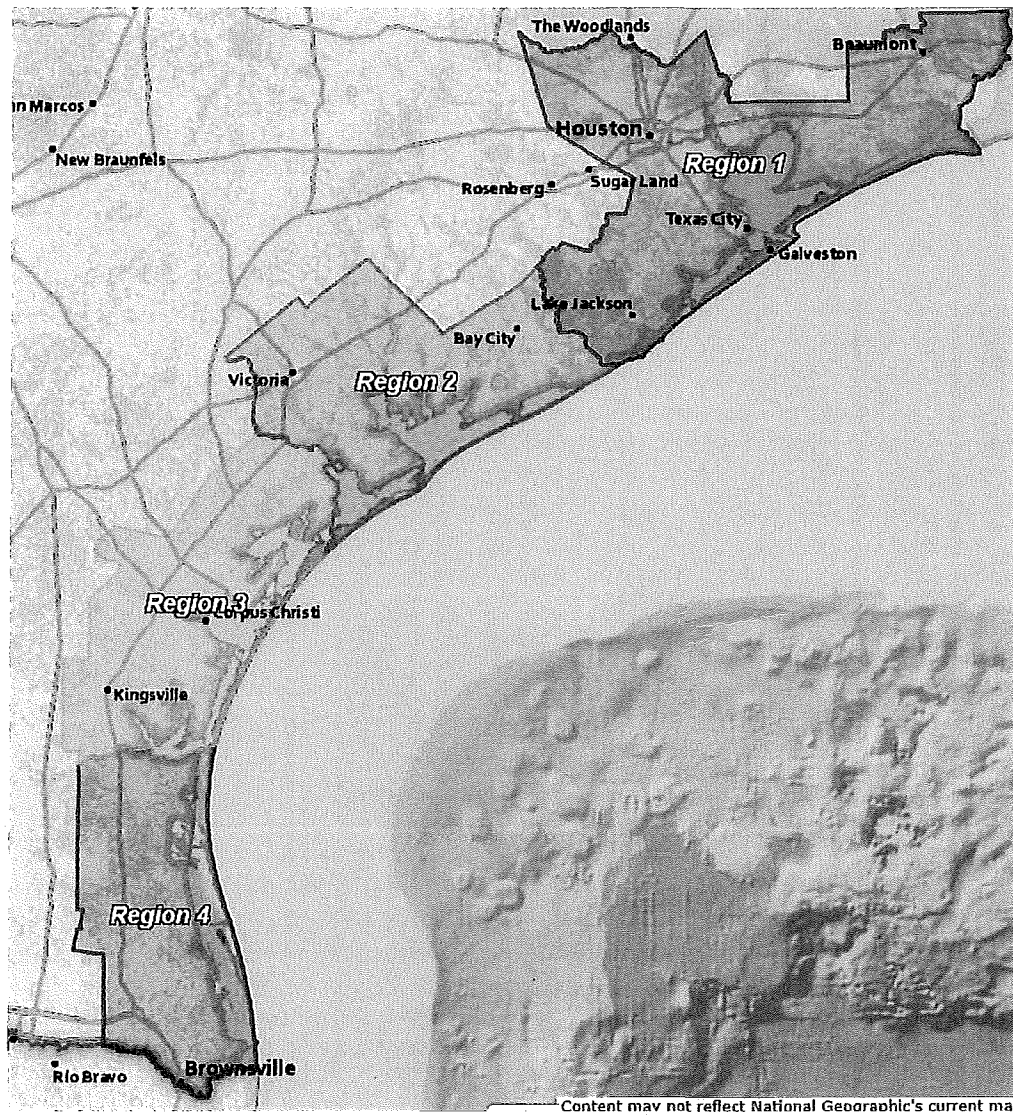 The Woodlands
Beaumont
n Marcos
Houston
New Braunfels
Region 1
Sugar Land
Rosenberg
Texas City
Galveston
Lake Jackson
Bay City
Victoria
Region 2
Region 3
Corpus Christi
Kingsville
Region 4
Brownsville
Río Bravo
Content may not reflect National Geographic's current ma